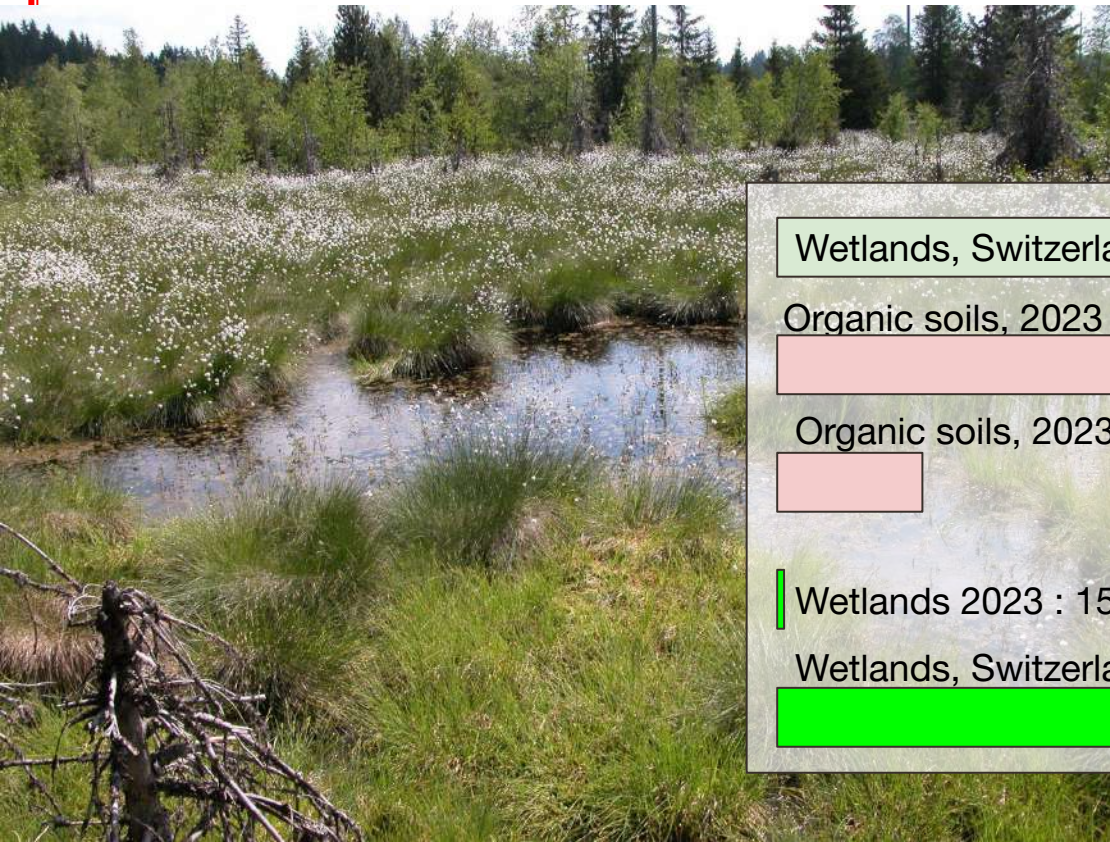 Wetlands, Switzerla
Organic soils, 2023
Organic soils, 2023
Wetlands 2023 : 15
Wetlands, Switzerla